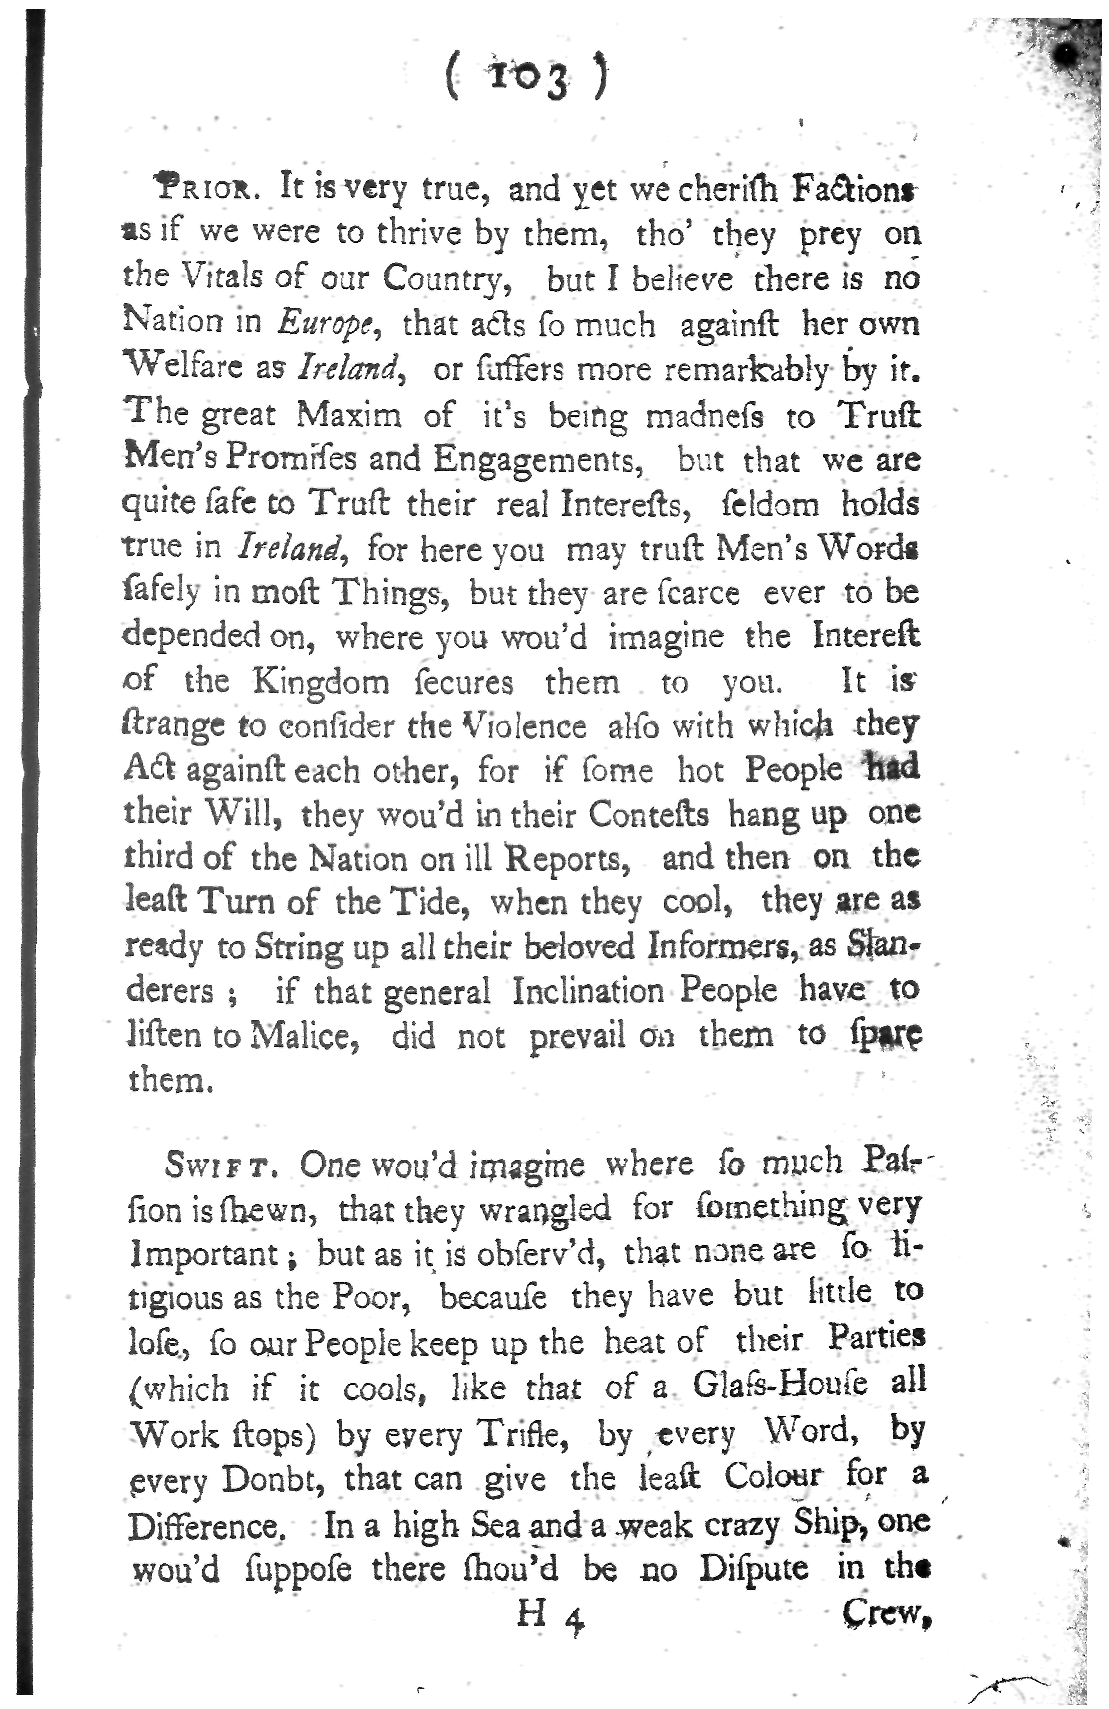 ( 103 )
PRIOR. It is very true, and yet we cheriſh Factions
as if we were to thrive by them, tho' they prey on
the Vitals of our Country, but I believe there is no
Nation in Europe, that acts ſo much againſt her own
Welfare as Ireland, or ſuffers more remarkably by it.
The great Maxim of it's being madneſs to Truſt
Men's Promiſes and Engagements, but that we are
quite ſafe to Truſt their real Intereſts, ſeldom holds
true in Ireland, for here you may truſt Men's Words
ſafely in moſt Things, but they are ſcarce ever to be
depended on, where you wou'd imagine the Intereſt
of the Kingdom ſecures them to you. It is
ſtrange to conſider the Violence alſo with which they
Act againſt each other, for if ſome hot People had
their Will, they wou'd in their Conteſts hang up one
third of the Nation on ill Reports, and then on the
leaſt Turn of the Tide, when they cool, they are as
ready to String up all their beloved Informers, as Slan-
derers ; if that general Inclination People have to
liſten to Malice, did not prevail on them to ſpare
them.
SWIFT. One wou'd imagine where ſo much Paſ-
ſion is ſhewn, that they wrangled for ſomething very
Important ; but as it is obſerv'd, that none are ſo li-
tigious as the Poor, becauſe they have but little to
loſe, ſo our People keep up the heat of their Parties
(which if it cools, like that of a Glaſs-Houſe all
Work ſtops) by every Trifle, by every Word, by
every Donbt, that can give the leaſt Colour for a
Difference. In a high Sea and a weak crazy Ship, one
wou'd ſuppoſe there ſhou'd be no Diſpute in the
H 4 Crew,